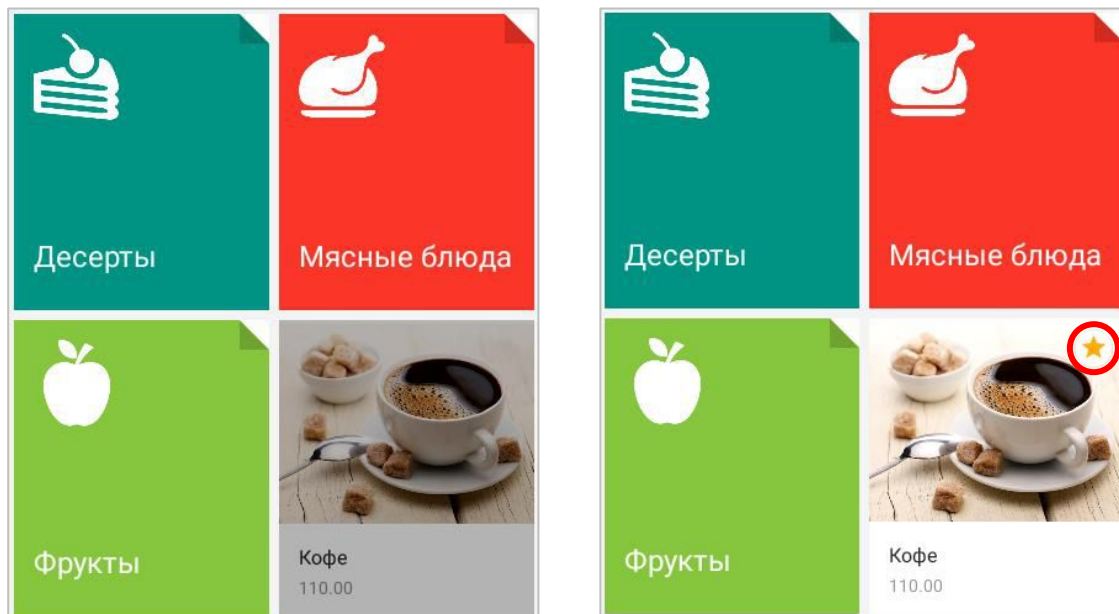 Десерты
Мясные блюда
Фрукты
Кофе
110.00
Десерты
Мясные блюда
Фрукты
Кофе
110.00